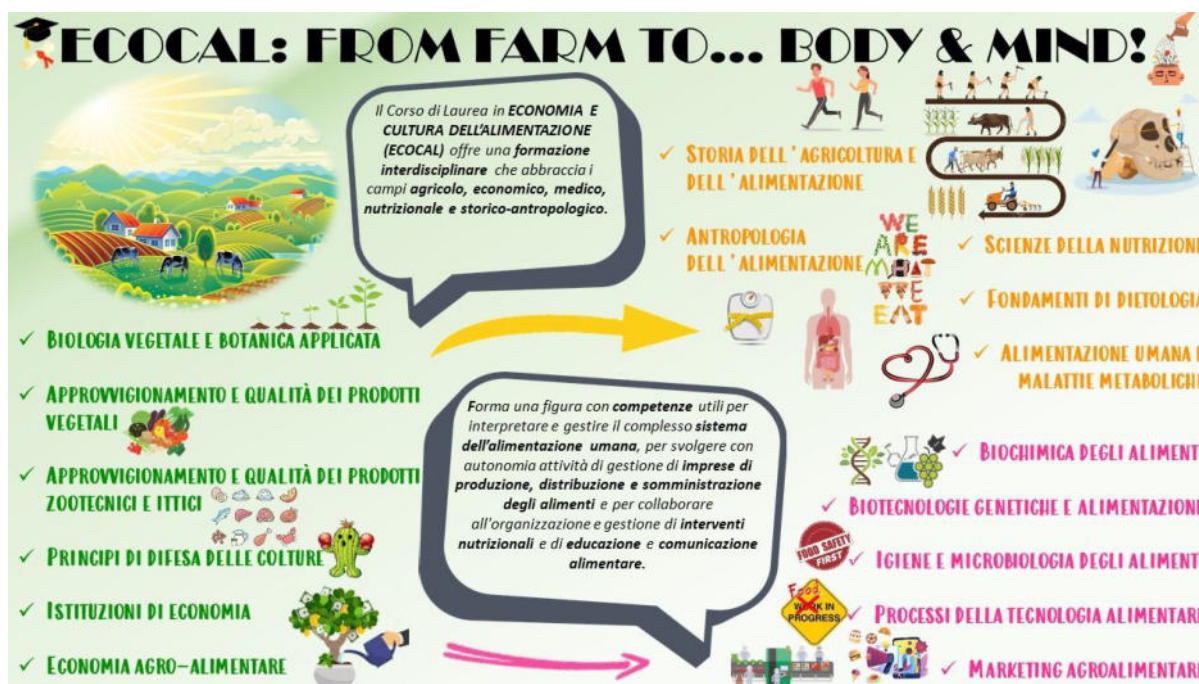 ECOCAL: FROM FARM TO... BODY & MIND!
Il Corso di Laurea in ECONOMIA E
CULTURA DELL'ALIMENTAZIONE
(ECOCAL) offre una formazione
interdisciplinare che abbraccia i
campi agricolo, economico, medico,
nutrizionale e storico-antropologico.
✓ STORIA DELL'AGRICOLTURA E
DELL'ALIMENTAZIONE
✓ ANTROPOLOGIA
DELL'ALIMENTAZIONE
WE
ARE
WHAT
WE
EAT
✓ SCIENZE DELLA NUTRIZIONE
✓ FONDAMENTI DI DIETOLOGIA
✓ ALIMENTAZIONE UMANA E
MALATTIE METABOLICHE
✓ BIOLOGIA VEGETALE E BOTANICA APPLICATA
✓ APPROVVIGIONAMENTO E QUALITÀ DEI PRODOTTI
VEGETALI
✓ APPROVVIGIONAMENTO E QUALITÀ DEI PRODOTTI
ZOOTECNICI E ITTICI
✓ PRINCIPI DI DIFESA DELLE COLTURE
✓ ISTITUZIONI DI ECONOMIA
✓ ECONOMIA AGRO-ALIMENTARE
Forma una figura con competenze utili per
interpretare e gestire il complesso sistema
dell'alimentazione umana, per svolgere con
autonomia attività di gestione di imprese di
produzione, distribuzione e somministrazione
degli alimenti e per collaborare
all'organizzazione e gestione di interventi
nutrizionali e di educazione e comunicazione
alimentare.
✓ BIOCHIMICA DEGLI ALIMENT
✓ BIOTECNOLOGIE GENETICHE E ALIMENTAZIONE
FOOD SAFETY
FIRST
✓ IGIENE E MICROBIOLOGIA DEGLI ALIMENT
Food
WORK IN
PROGRESS
✓ PROCESSI DELLA TECNOLOGIA ALIMENTARE
✓ MARKETING AGROALIMENTARE